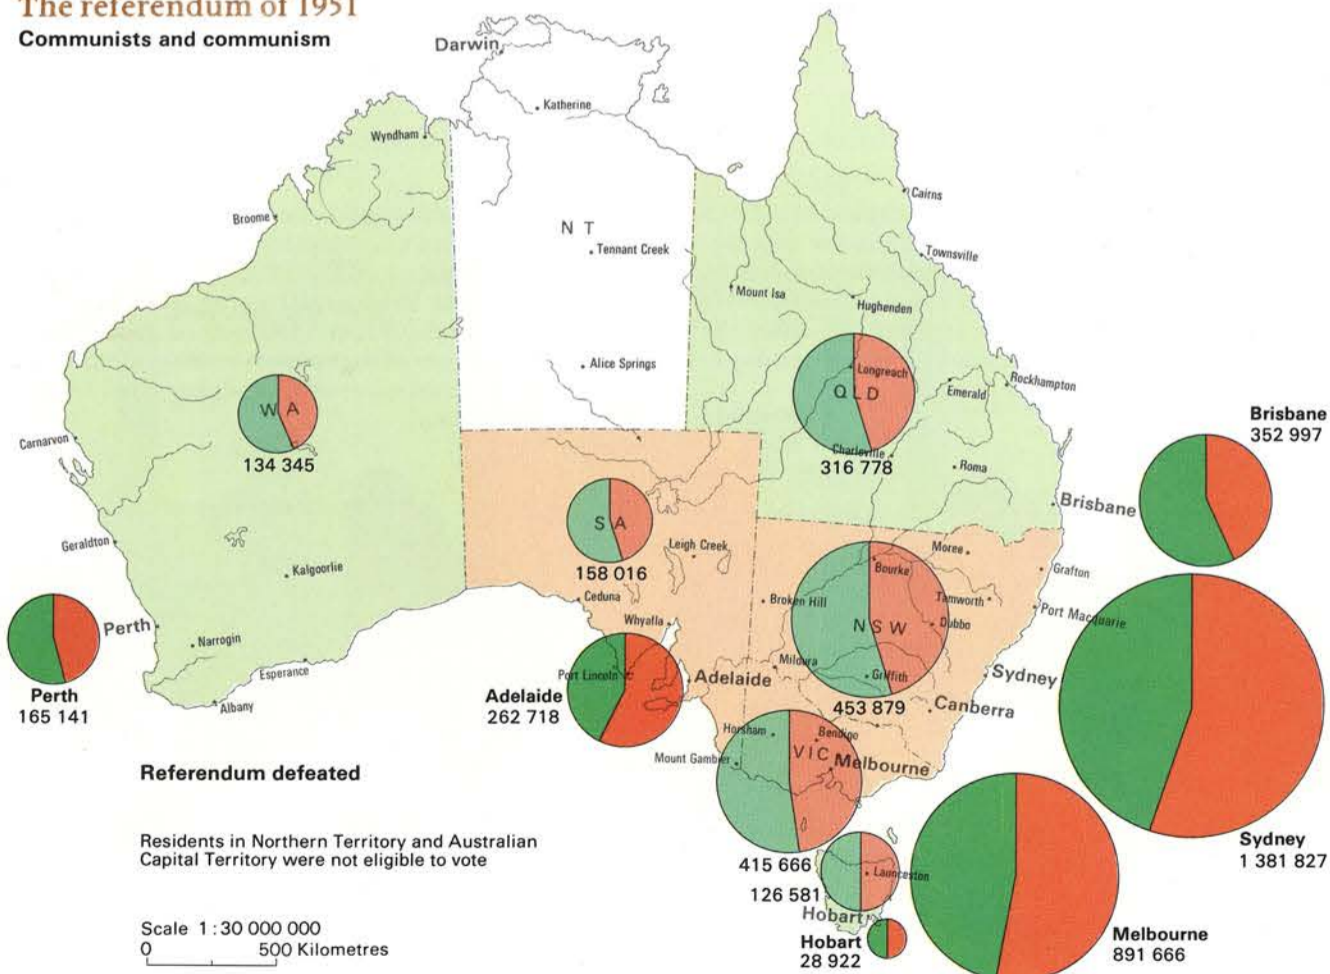 The referendum of 1951
Communists and communism
Darwin
Katherine
Wyndham
Broome
N T
Tennant Creek
Cairns
Townsville
Mount Isa
Hughenden
Alice Springs
Longreach
QLD
Emerald
Rockhampton
Charleville
316 778
Roma
Brisbane
Brisbane
352 997
W A
134 345
Carnarvon
Geraldton
Kalgoorlie
Perth
Narrogin
Esperance
Albany
Perth
165 141
S A
158 016
Leigh Creek
Ceduna
Whyalla
Port Lincoln
Adelaide
Adelaide
262 718
Moree
Bourke
Grafton
Broken Hill
Tamworth
Port Macquarie
Dubbo
N S W
Mildura
Griffith
453 879
Sydney
Canberra
Horsham
Bendigo
VIC
Melbourne
Mount Gambier
415 666
126 581
Launceston
Hobart
Hobart
28 922
Sydney
1 381 827
Melbourne
891 666
Referendum defeated
Residents in Northern Territory and Australian
Capital Territory were not eligible to vote
Scale 1:30 000 000
0 500 Kilometres